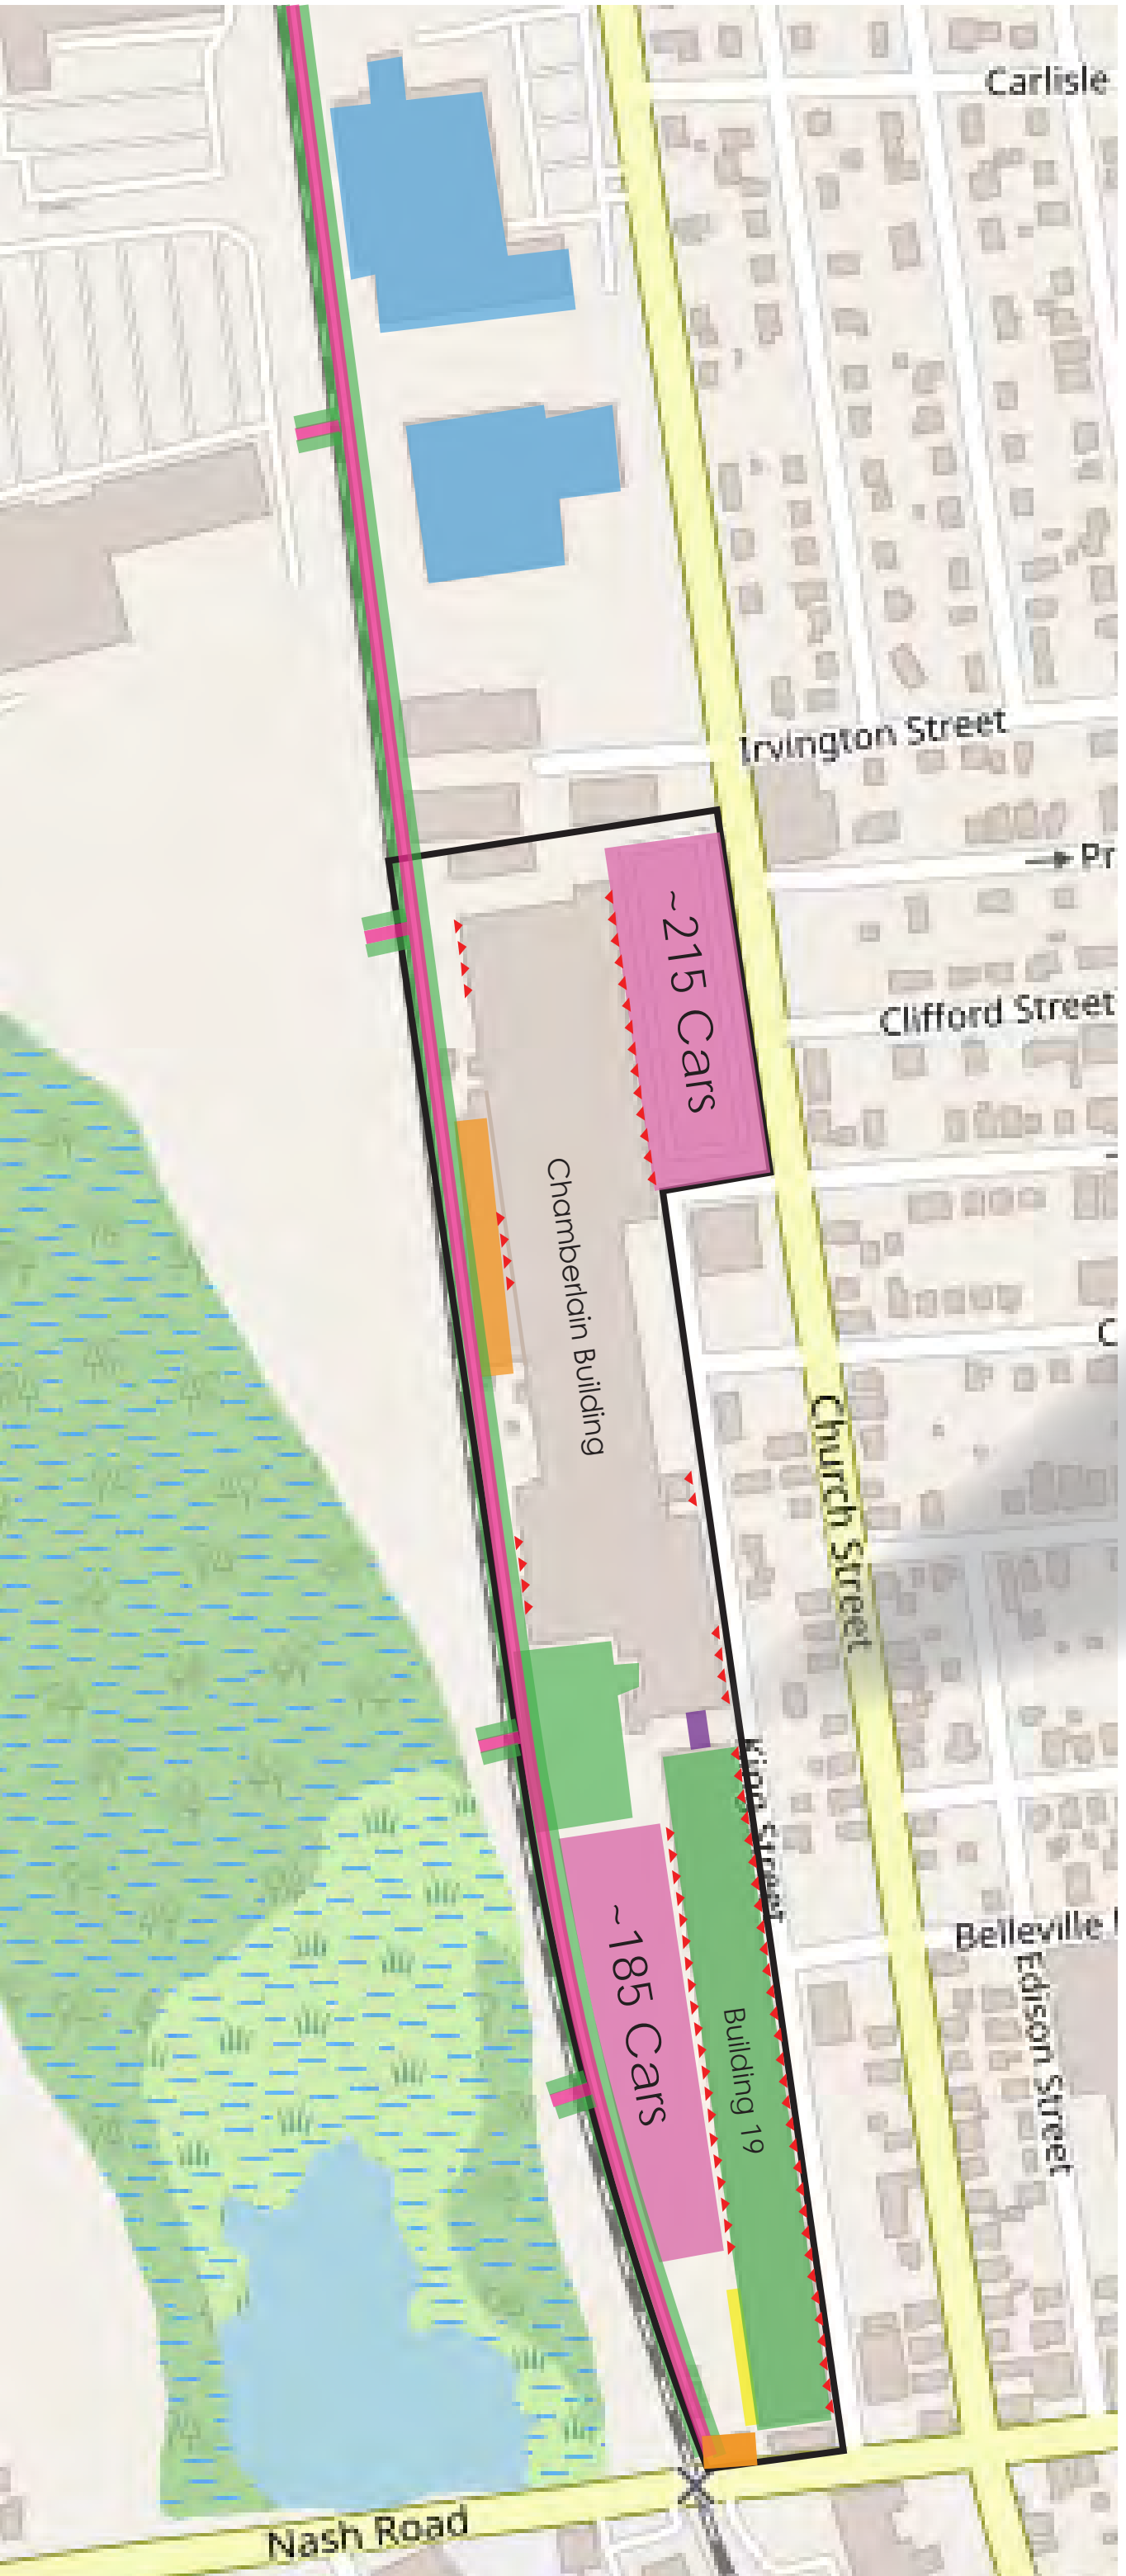 Carlisle
Irvington Street
Pr
~215 Cars
Clifford Street
Chamberlain Building
C
Church Street
King Street
~185 Cars
Building 19
Belleville
Edison Street
Nash Road